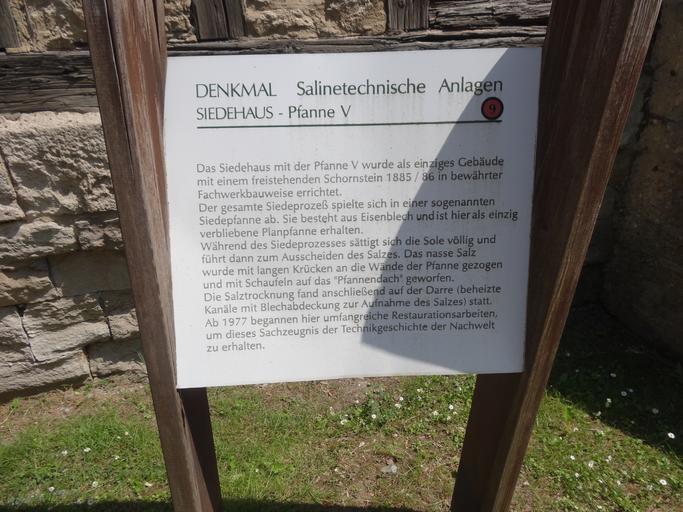 DENKMAL Salinetechnische Anlagen
SIEDEHAUS - Pfanne V
9
Das Siedehaus mit der Pfanne V wurde als einziges Gebäude
mit einem freistehenden Schornstein 1885 / 86 in bewährter
Fachwerkbauweise errichtet.
Der gesamte Siedeprozeß spielte sich in einer sogenannten
Siedepfanne ab. Sie besteht aus Eisenblech und ist hier als einzig
verbliebene Planpfanne erhalten.
Während des Siedeprozesses sättigt sich die Sole völlig und
führt dann zum Ausscheiden des Salzes. Das nasse Salz
wurde mit langen Krücken an die Wände der Pfanne gezogen
und mit Schaufeln auf das "Pfannendach" geworfen.
Die Salztrocknung fand anschließend auf der Darre (beheizte
Kanäle mit Blechabdeckung zur Aufnahme des Salzes) statt.
Ab 1977 begannen hier umfangreiche Restaurationsarbeiten,
um dieses Sachzeugnis der Technikgeschichte der Nachwelt
zu erhalten.